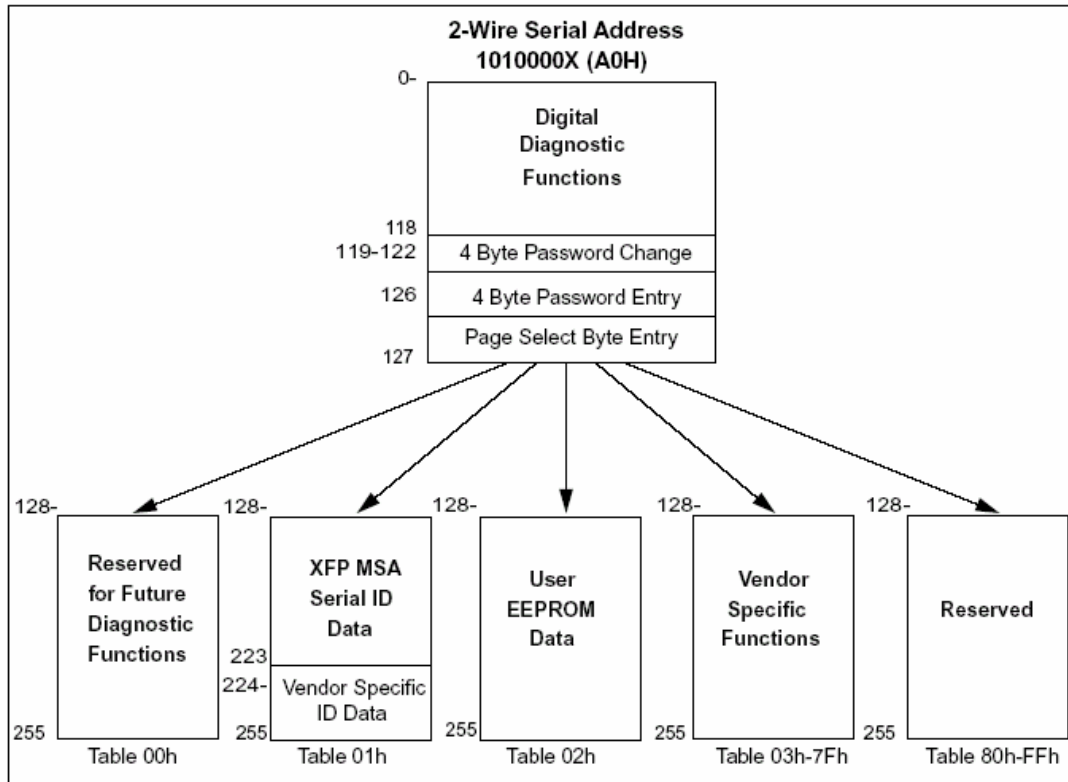 2-Wire Serial Address
1010000X (A0H)
0-
Digital
Diagnostic
Functions
118
119-122
4 Byte Password Change
126
4 Byte Password Entry
Page Select Byte Entry
127
128-
128-
128-
128-
128-
Reserved
for Future
Diagnostic
Functions
XFP MSA
Serial ID
Data
User
EEPROM
Data
Vendor
Specific
Functions
Reserved
223
224-
Vendor Specific
ID Data
255
255
255
255
255
Table 00h
Table 01h
Table 02h
Table 03h-7Fh
Table 80h-FFh